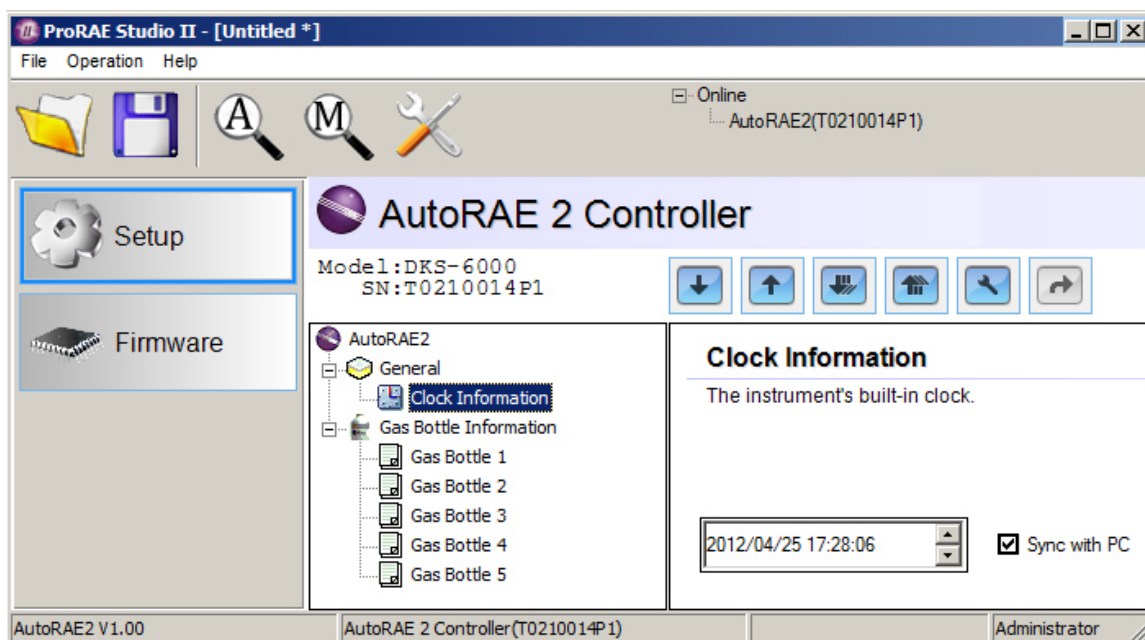 ProRAE Studio II - [Untitled *]
File Operation Help
A
M
Online
AutoRAE2(T0210014P1)
Setup
Firmware
AutoRAE 2 Controller
Model:DKS-6000
SN:T0210014P1
AutoRAE2
General
Clock Information
Gas Bottle Information
Gas Bottle 1
Gas Bottle 2
Gas Bottle 3
Gas Bottle 4
Gas Bottle 5
Clock Information
The instrument's built-in clock.
2012/04/25 17:28:06
Sync with PC
AutoRAE2 V1.00
AutoRAE 2 Controller(T0210014P1)
Administrator